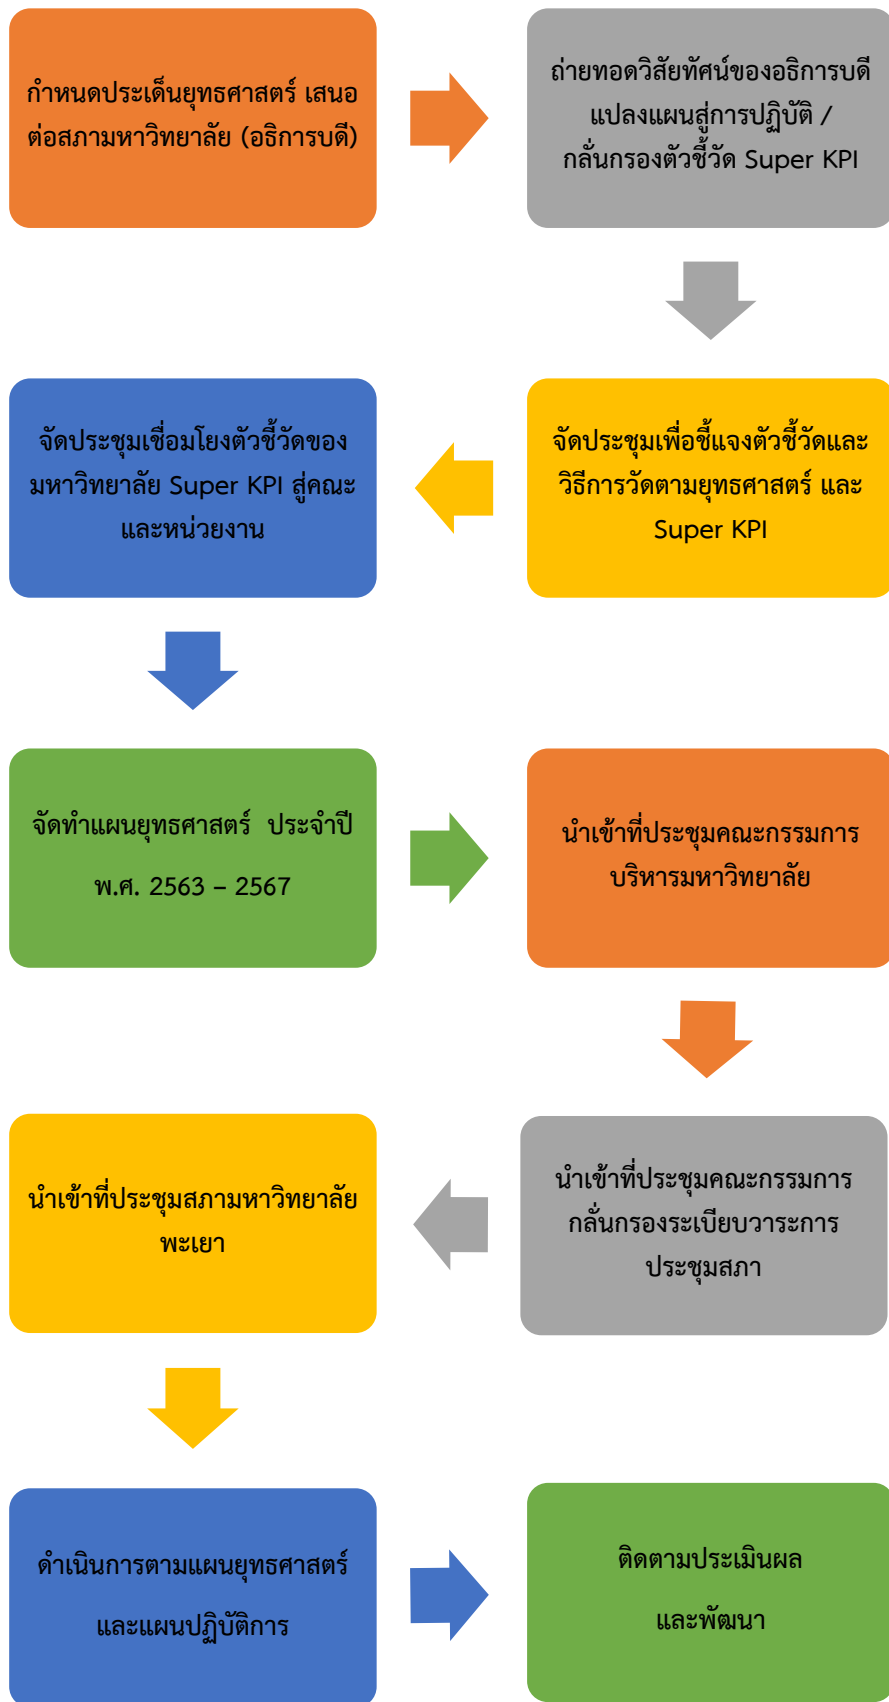 กำหนดประเด็นยุทธศาสตร์ เสนอ
ต่อสภามหาวิทยาลัย (อธิการบดี)
ถ่ายทอดวิสัยทัศน์ของอธิการบดี
แปลงแผนสู่การปฏิบัติ /
กลั่นกรองตัวชี้วัด Super KPI
จัดประชุมเพื่อชี้แจงตัวชี้วัดและ
วิธีการวัดตามยุทธศาสตร์ และ
Super KPI
จัดประชุมเชื่อมโยงตัวชี้วัดของ
มหาวิทยาลัย Super KPI สู่คณะ
และหน่วยงาน
จัดทำแผนยุทธศาสตร์ ประจำปี
พ.ศ. 2563 – 2567
นำเข้าที่ประชุมคณะกรรมการ
บริหารมหาวิทยาลัย
นำเข้าที่ประชุมคณะกรรมการ
กลั่นกรองระเบียบวาระการ
ประชุมสภา
นำเข้าที่ประชุมสภามหาวิทยาลัย
พะเยา
ดำเนินการตามแผนยุทธศาสตร์
และแผนปฏิบัติการ
ติดตามประเมินผล
และพัฒนา